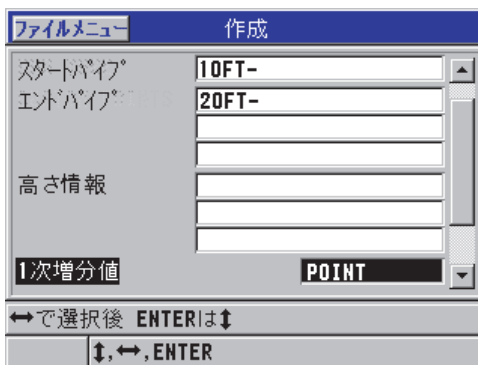 ファイルメニュー 作成
スタートパイプ 10FT-
エンドパイプ 20FT-
高さ情報
1次増分値 POINT
↔で選択後 ENTERは↕
↕,↔,ENTER